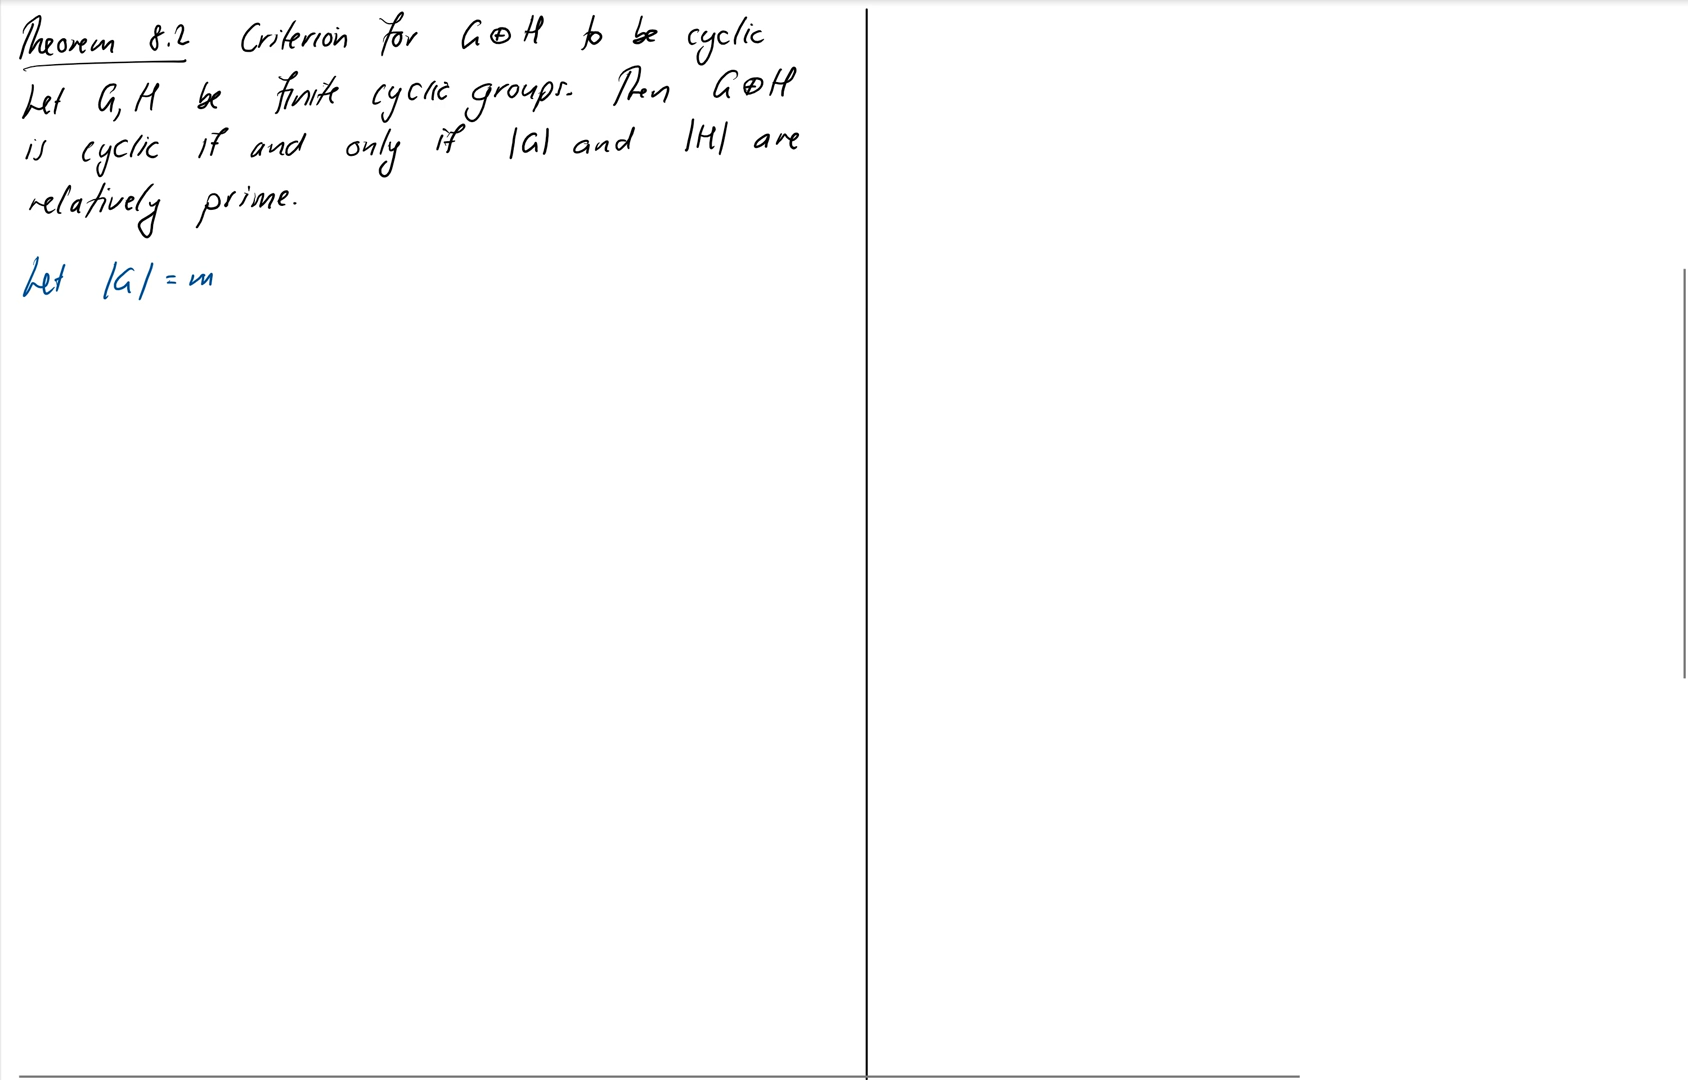 Theorem 8.2 Criterion for G⊕H to be cyclic
Let G, H be finite cyclic groups. Then G⊕H
is cyclic if and only if |G| and |H| are
relatively prime.
Let |G| = m